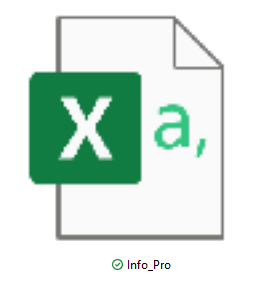 X a,
Info_Pro